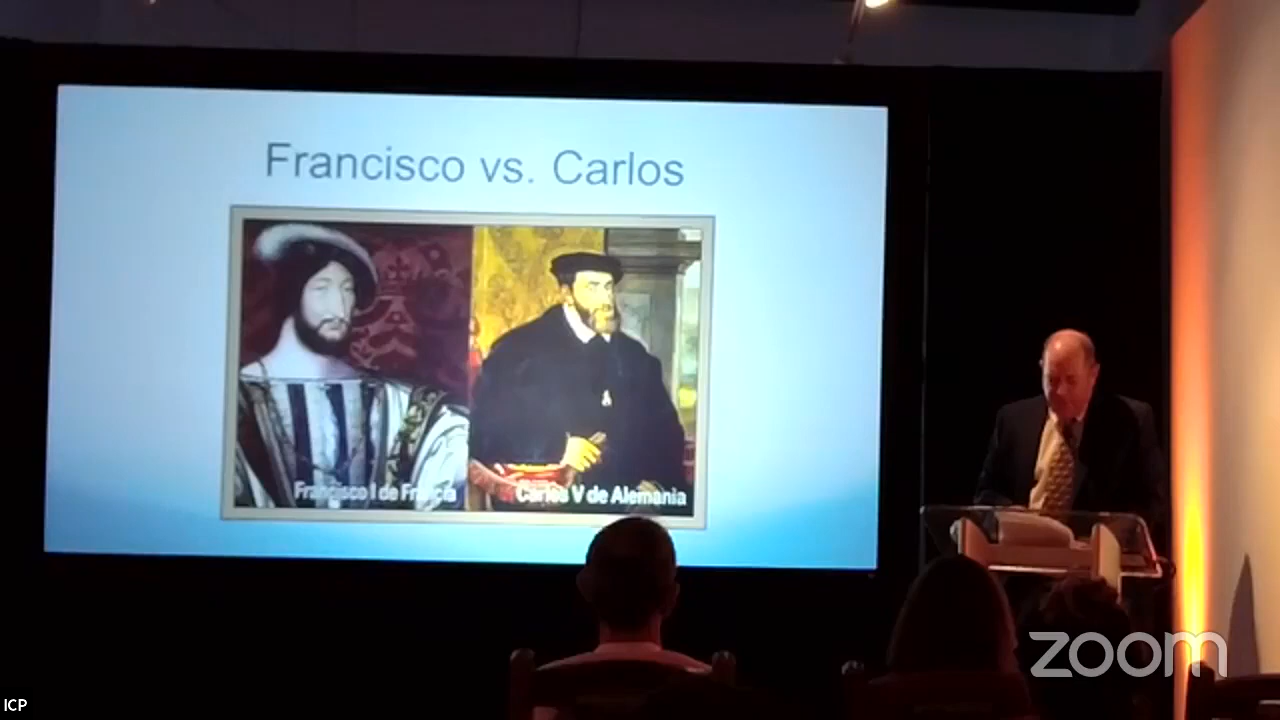 Francisco vs. Carlos
Francisco I de Francia
Carlos V de Alemania
zoom
ICP